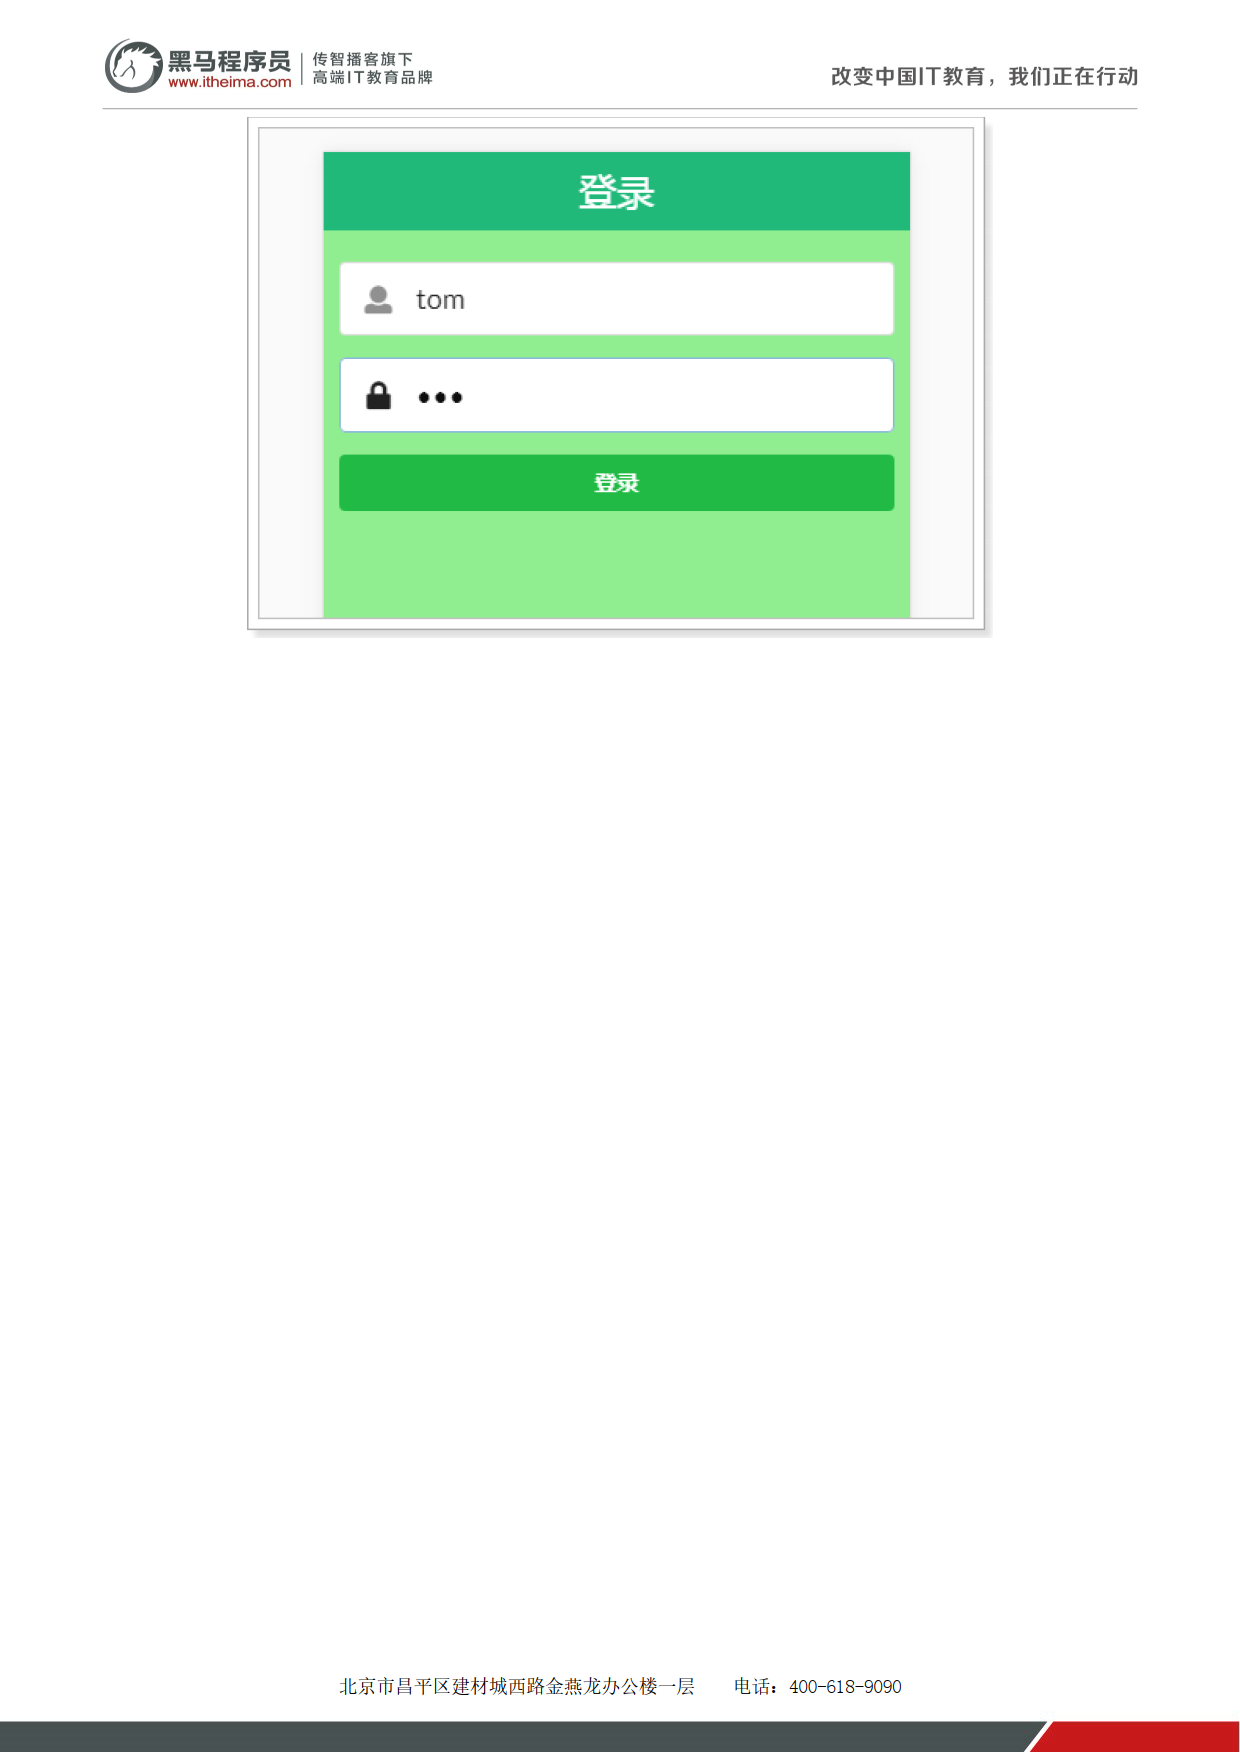 黑马程序员
www.itheima.com
传智播客旗下
高端IT教育品牌
改变中国IT教育，我们正在行动
登录
tom
•••
登录
北京市昌平区建材城西路金燕龙办公楼一层 电话：400-618-9090